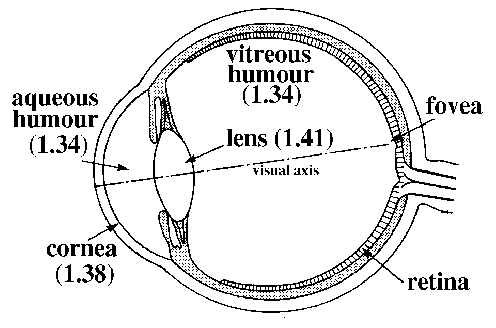 vitreous
humour
(1.34)
aqueous
humour
(1.34)
fovea
lens (1.41)
visual axis
cornea
(1.38)
retina